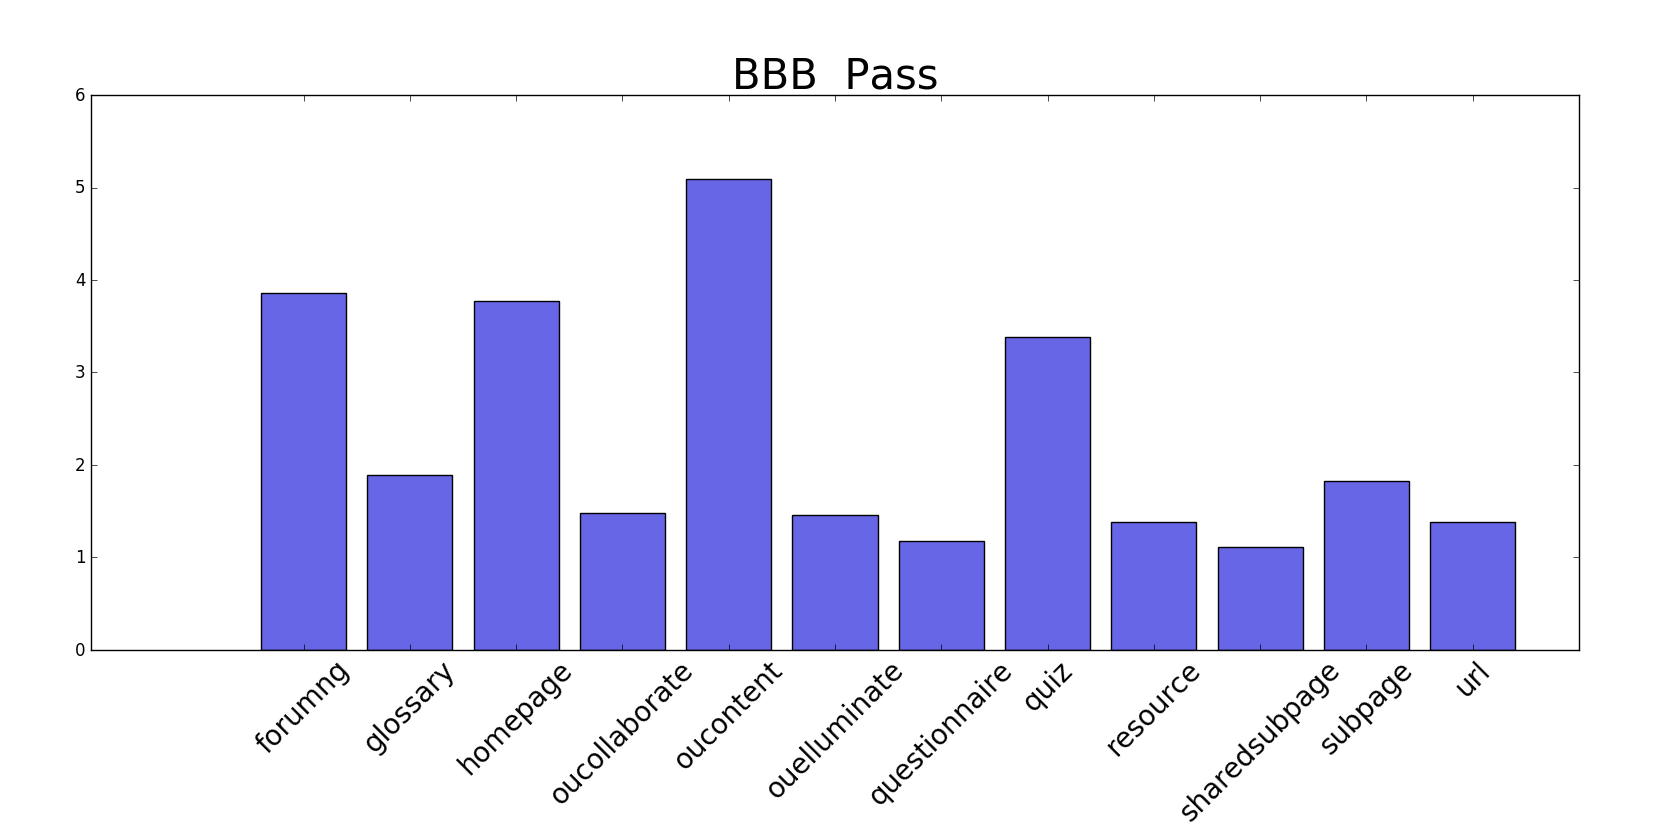 BBB Pass
6
5
4
3
2
1
0
forumng
glossary
homepage
oucollaborate
oucontent
ouelluminate
questionnaire
quiz
resource
sharedsubpage
subpage
url